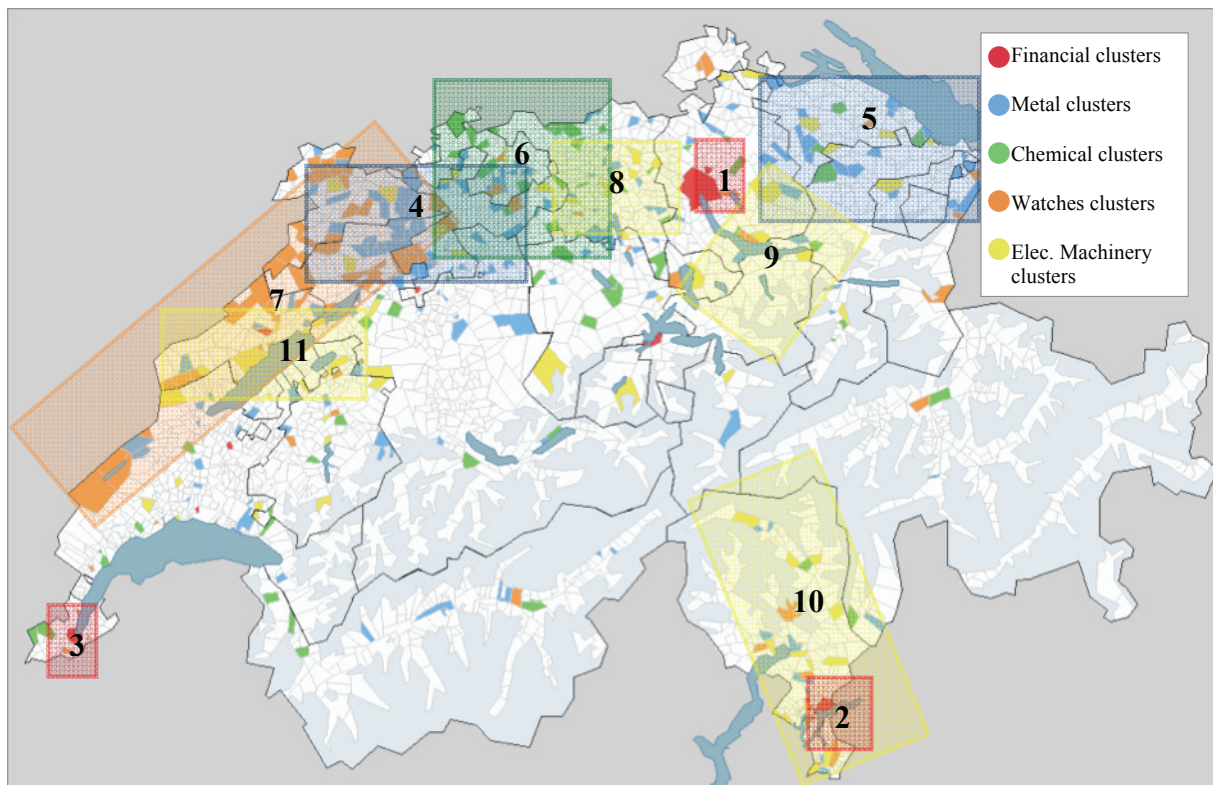 Financial clusters
Metal clusters
Chemical clusters
Watches clusters
Elec. Machinery
clusters
5
6
1
8
4
9
7
11
10
3
2